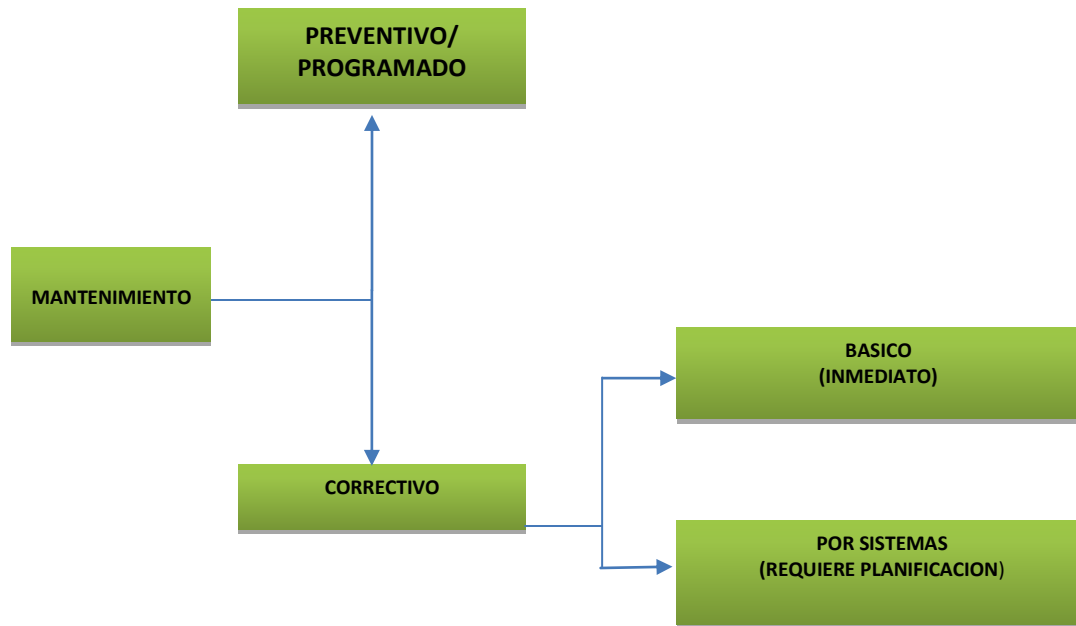 PREVENTIVO/
PROGRAMADO
MANTENIMIENTO
BASICO
(INMEDIATO)
CORRECTIVO
POR SISTEMAS
(REQUIERE PLANIFICACION)